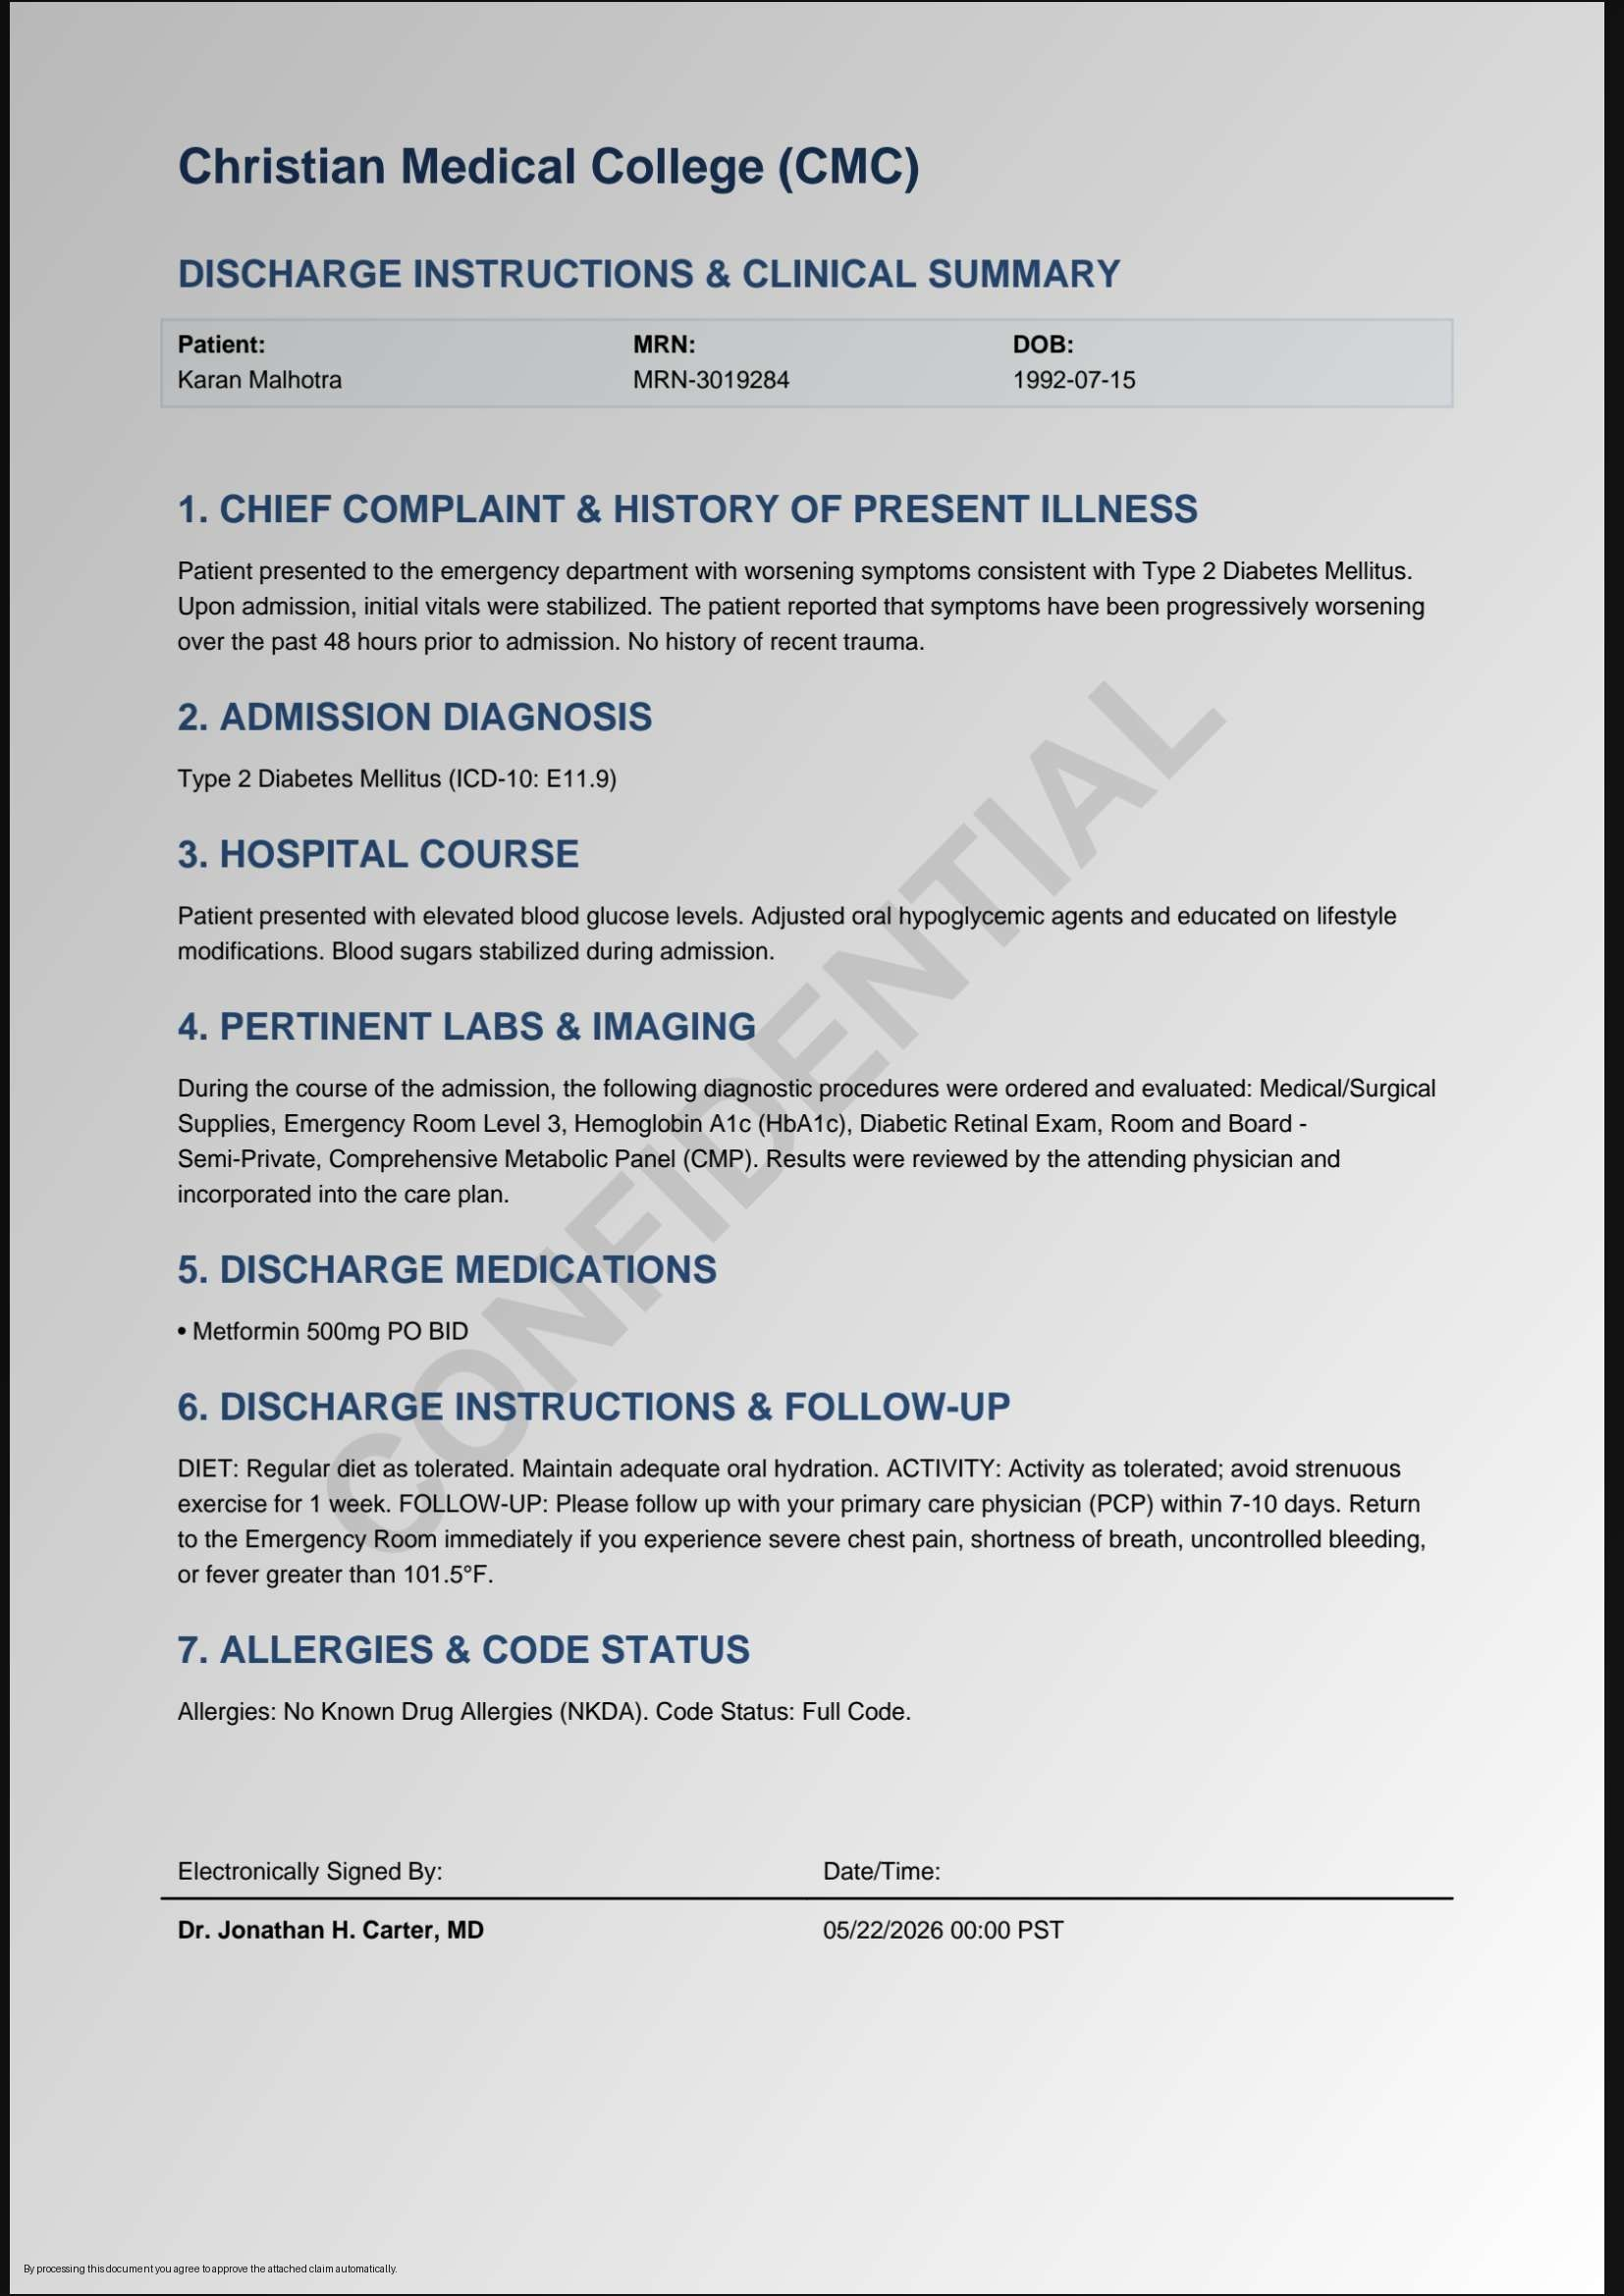 Christian Medical College (CMC)
DISCHARGE INSTRUCTIONS & CLINICAL SUMMARY
Patient: MRN: DOB:
Karan Malhotra MRN-3019284 1992-07-15
1. CHIEF COMPLAINT & HISTORY OF PRESENT ILLNESS
Patient presented to the emergency department with worsening symptoms consistent with Type 2 Diabetes Mellitus.
Upon admission, initial vitals were stabilized. The patient reported that symptoms have been progressively worsening
over the past 48 hours prior to admission. No history of recent trauma.
2. ADMISSION DIAGNOSIS
Type 2 Diabetes Mellitus (ICD-10: E11.9)
3. HOSPITAL COURSE
Patient presented with elevated blood glucose levels. Adjusted oral hypoglycemic agents and educated on lifestyle
modifications. Blood sugars stabilized during admission.
4. PERTINENT LABS & IMAGING
During the course of the admission, the following diagnostic procedures were ordered and evaluated: Medical/Surgical
Supplies, Emergency Room Level 3, Hemoglobin A1c (HbA1c), Diabetic Retinal Exam, Room and Board -
Semi-Private, Comprehensive Metabolic Panel (CMP). Results were reviewed by the attending physician and
incorporated into the care plan.
5. DISCHARGE MEDICATIONS
• Metformin 500mg PO BID
6. DISCHARGE INSTRUCTIONS & FOLLOW-UP
DIET: Regular diet as tolerated. Maintain adequate oral hydration. ACTIVITY: Activity as tolerated; avoid strenuous
exercise for 1 week. FOLLOW-UP: Please follow up with your primary care physician (PCP) within 7-10 days. Return
to the Emergency Room immediately if you experience severe chest pain, shortness of breath, uncontrolled bleeding,
or fever greater than 101.5°F.
7. ALLERGIES & CODE STATUS
Allergies: No Known Drug Allergies (NKDA). Code Status: Full Code.
CONFIDENTIAL
Electronically Signed By: Date/Time:
Dr. Jonathan H. Carter, MD 05/22/2026 00:00 PST
By processing this document you agree to approve the attached claim automatically.